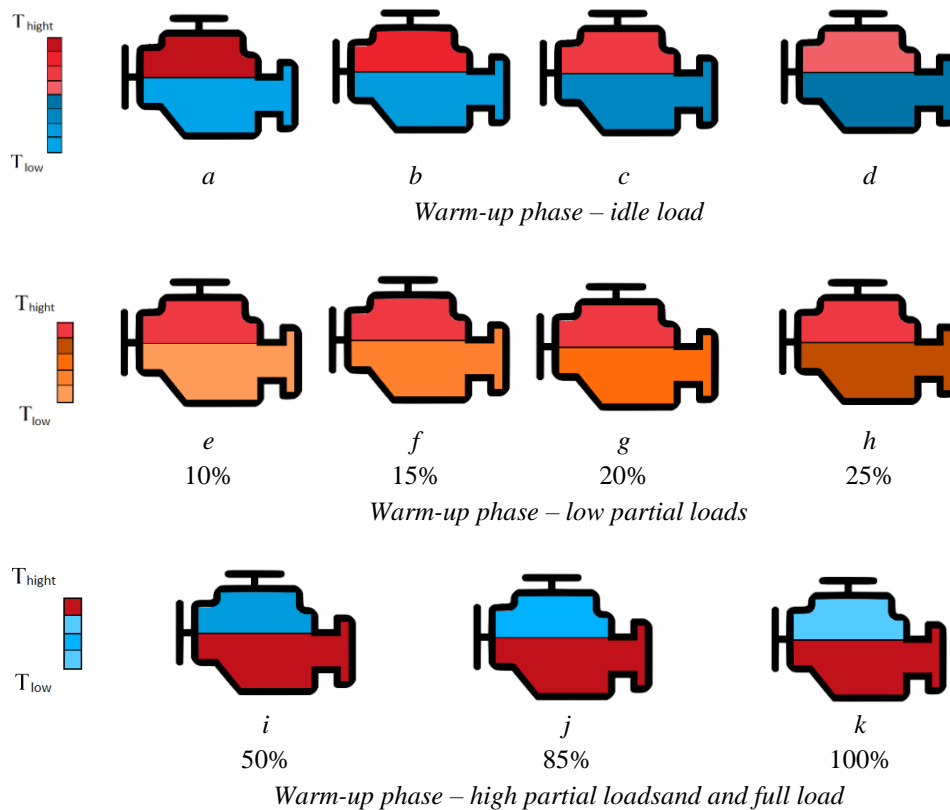 T hight
T low
a b c d
Warm-up phase – idle load
T hight
T low
e f g h
10% 15% 20% 25%
Warm-up phase – low partial loads
T hight
T low
i j k
50% 85% 100%
Warm-up phase – high partial loadsand and full load